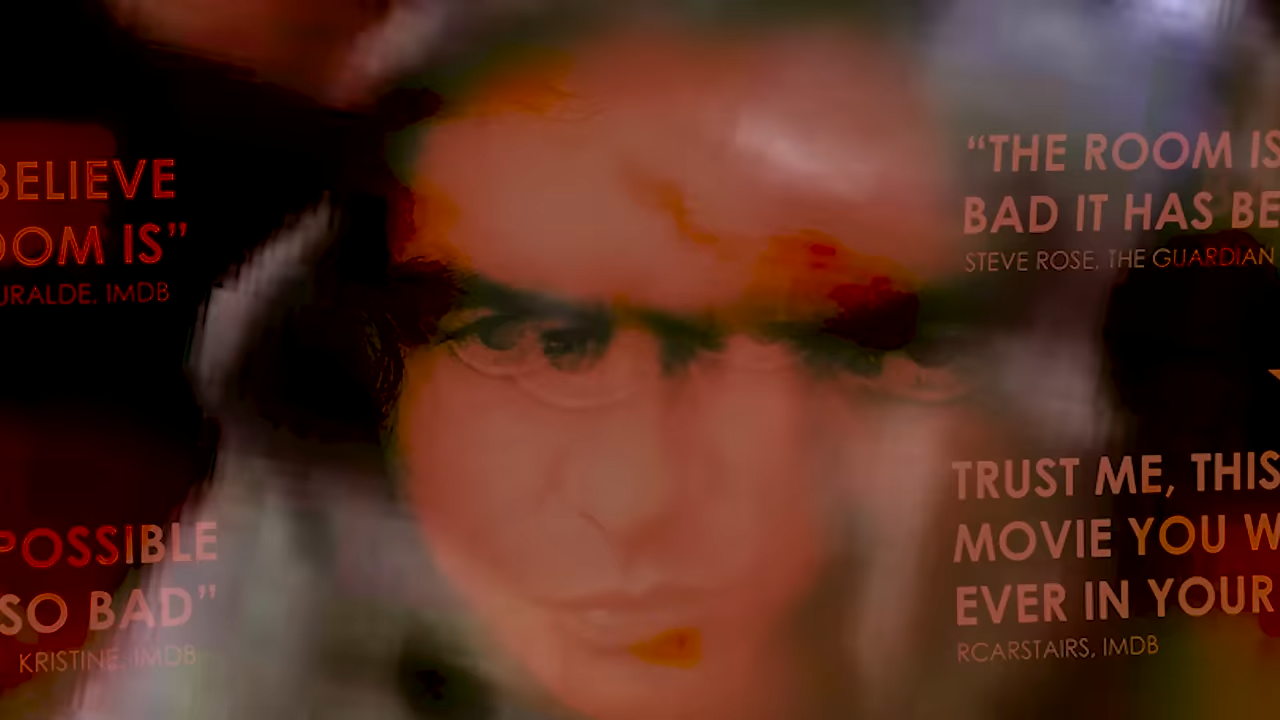 BELIEVE
OOM IS”
URALDE, IMDB
POSSIBLE
SO BAD”
KRISTINE, IMDB
“THE ROOM IS
BAD IT HAS BE
STEVE ROSE, THE GUARDIAN
TRUST ME, THIS
MOVIE YOU W
EVER IN YOUR
RCARSTAIRS, IMDB